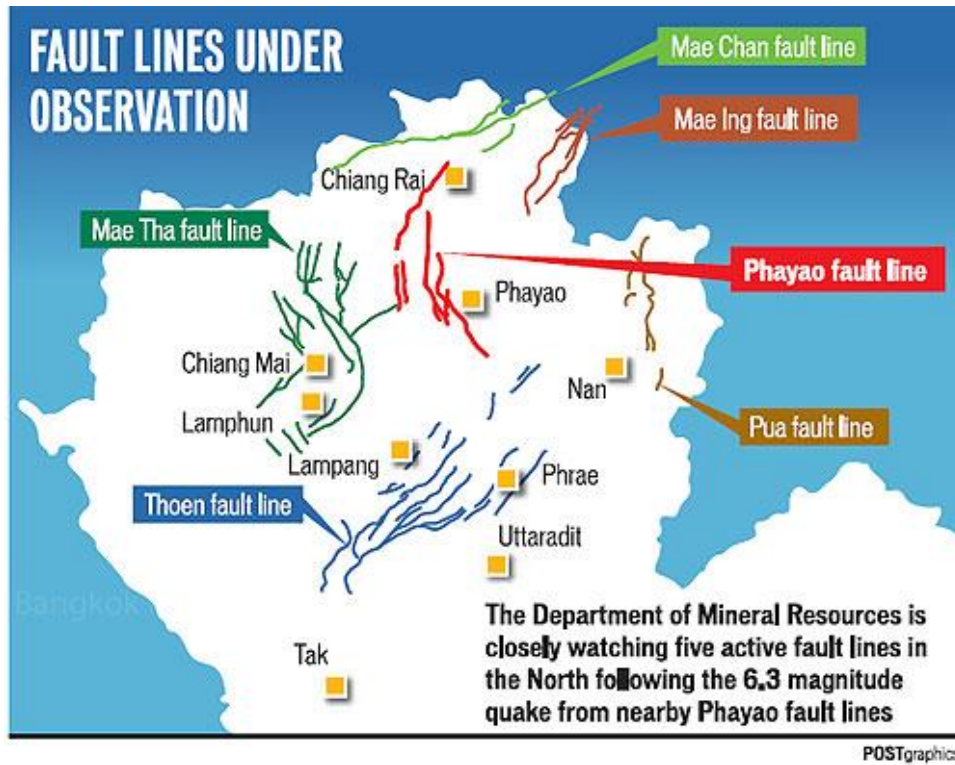 FAULT LINES UNDER
OBSERVATION
Mae Chan fault line
Mae Ing fault line
Chiang Rai
Mae Tha fault line
Phayao fault line
Phayao
Chiang Mai
Nan
Lamphun
Pua fault line
Lampang
Phrae
Thoen fault line
Uttaradit
Bangkok
The Department of Mineral Resources is
closely watching five active fault lines in
the North following the 6.3 magnitude
quake from nearby Phayao fault lines
Tak
POSTgraphics